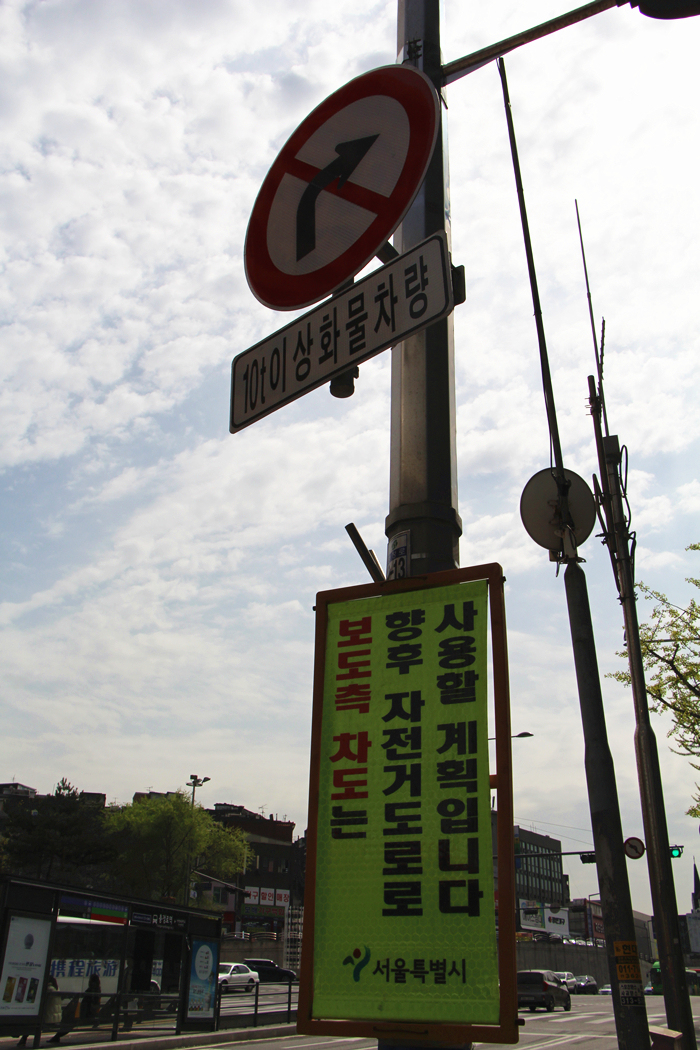 10t이상화물차량
13
보도측 차도는
향후 자전거도로로
사용할 계획입니다
서울특별시